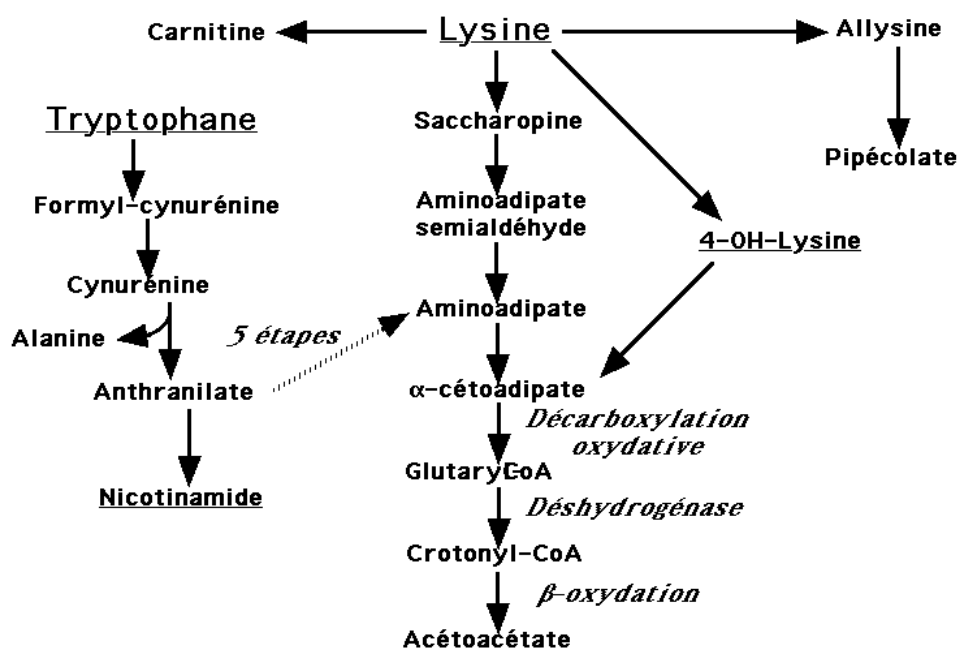 Carnitine
Lysine
Allysine
Tryptophane
Saccharopine
Pipécolate
Formyl-cynurénine
Aminoadipate
semialdéhyde
4-OH-Lysine
Cynurénine
Aminoadipate
Alanine
5 étapes
Anthranilate
α-cétoadipate
Décarboxylation
oxydative
Glutaryl-CoA
Nicotinamide
Déshydrogénase
Crotonyl-CoA
β-oxydation
Acétoacétate